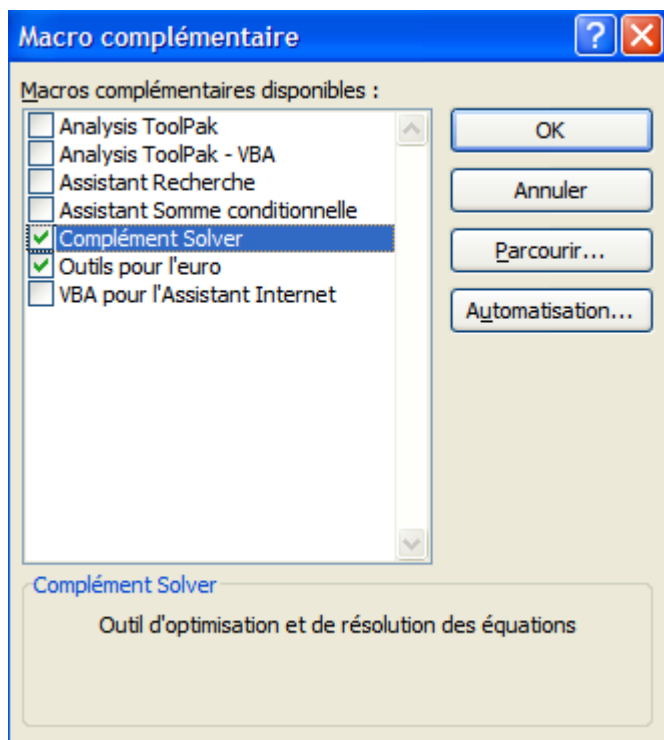 Macro complémentaire
Macros complémentaires disponibles :
Analysis ToolPak
Analysis ToolPak - VBA
Assistant Recherche
Assistant Somme conditionnelle
Complément Solver
Outils pour l'euro
VBA pour l'Assistant Internet
OK
Annuler
Parcourir...
Automatisation...
Complément Solver
Outil d'optimisation et de résolution des équations